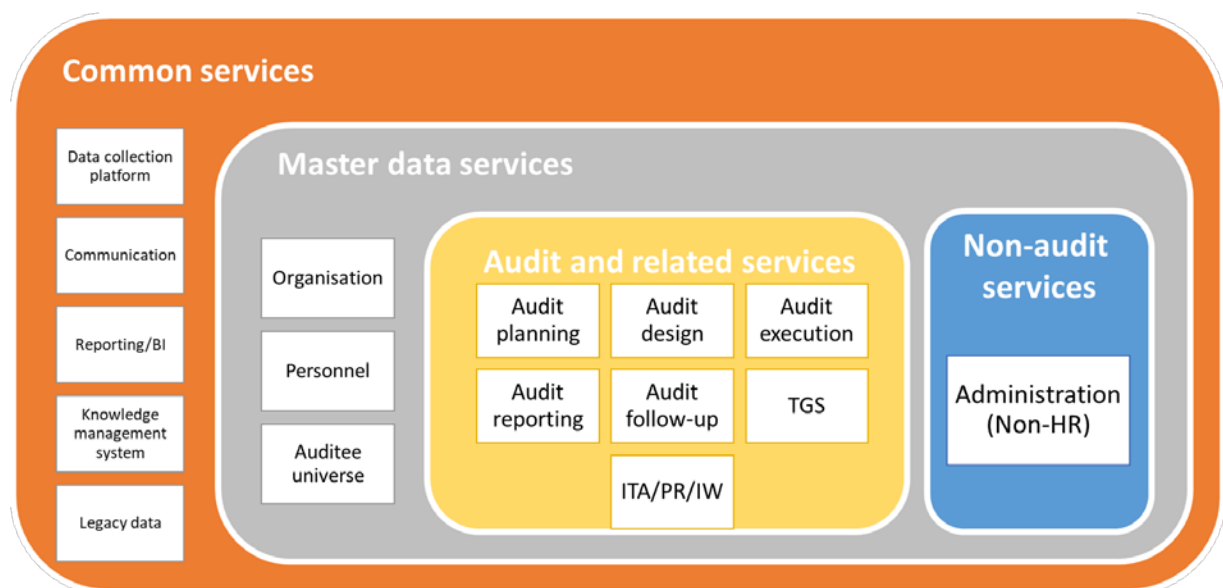 Common services
Data collection
platform
Communication
Reporting/BI
Knowledge
management
system
Legacy data
Master data services
Organisation
Personnel
Auditee
universe
Audit and related services
Audit
planning
Audit
design
Audit
execution
Audit
reporting
Audit
follow-up
TGS
ITA/PR/IW
Non-audit
services
Administration
(Non-HR)